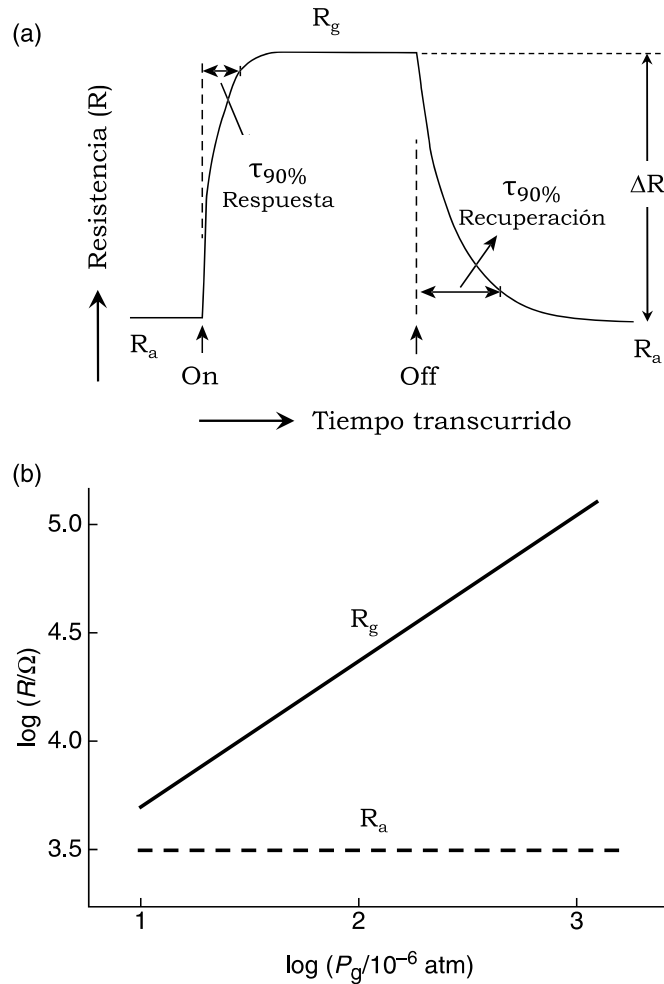 (a)
R_g
Resistencia (R)
τ90%
Respuesta
τ90%
Recuperación
ΔR
R_a
R_a
On
Off
Tiempo transcurrido
(b)
5.0
4.5
4.0
3.5
log (R/Ω)
R_g
R_a
1
2
3
log (P_g/10⁻⁶ atm)